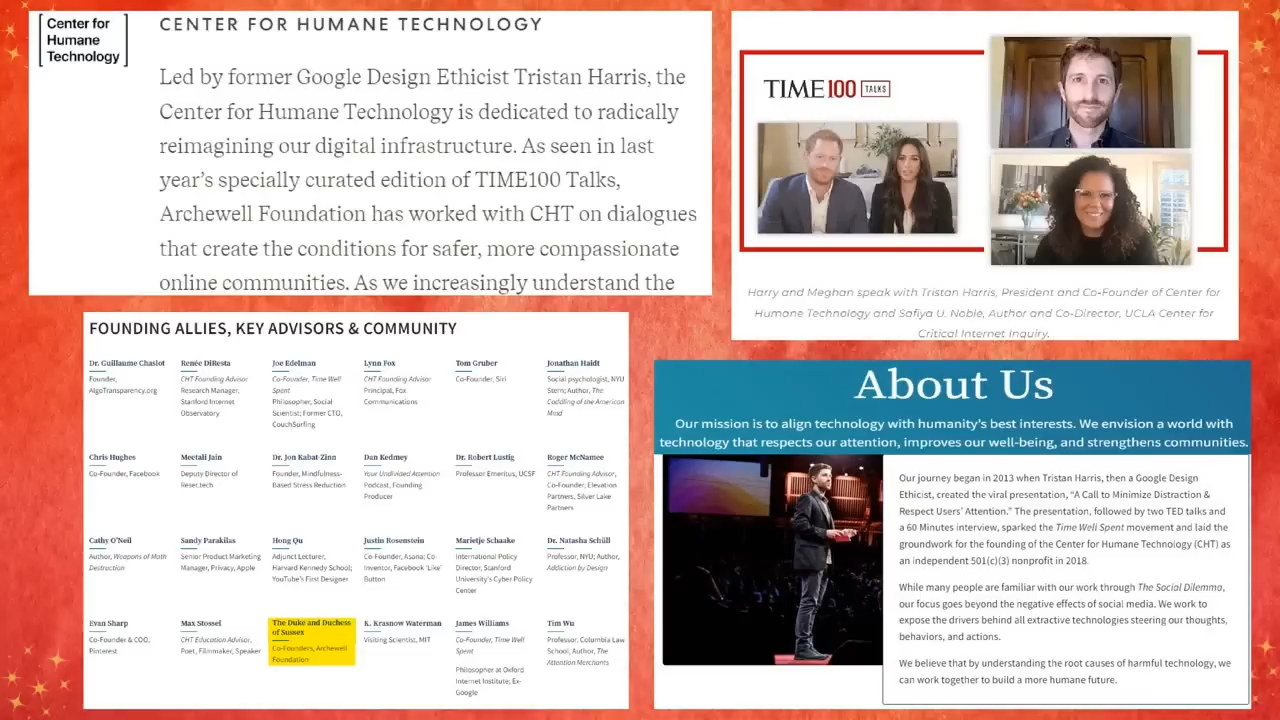 Center for
Humane
Technology
CENTER FOR HUMANE TECHNOLOGY
Led by former Google Design Ethicist Tristan Harris, the
Center for Humane Technology is dedicated to radically
reimagining our digital infrastructure. As seen in last
year’s specially curated edition of TIME100 Talks,
Archewell Foundation has worked with CHT on dialogues
that create the conditions for safer, more compassionate
online communities. As we increasingly understand the
TIME100 TALKS
Harry and Meghan speak with Tristan Harris, President and Co-Founder of Center for
Humane Technology and Safiya U. Noble, Author and Co-Director, UCLA Center for
Critical Internet Inquiry.
FOUNDING ALLIES, KEY ADVISORS & COMMUNITY
Dr. Guillaume Chaslot
Founder,
AlgoTransparency.org
Renée DiResta
CHT Founding Advisor
Research Manager,
Stanford Internet
Observatory
Joe Edelman
Co-Founder, Time Well
Spent
Philosopher, Social
Scientist; Former CTO,
CouchSurfing
Lynn Fox
CHT Founding Advisor
Principal, Fox
Communications
Tom Gruber
Co-Founder, Siri
Jonathan Haidt
Social psychologist, NYU
Stern; Author, The
Coddling of the American
Mind
Chris Hughes
Co-Founder, Facebook
Meetali Jain
Deputy Director of
Reset.tech
Dr. Jon Kabat-Zinn
Founder, Mindfulness-
Based Stress Reduction
Dan Kedmey
Your Undivided Attention
Podcast, Founding
Producer
Dr. Robert Lustig
Professor Emeritus, UCSF
Roger McNamee
CHT Founding Advisor,
Co-Founder, Elevation
Partners, Silver Lake
Partners
Cathy O’Neil
Author, Weapons of Math
Destruction
Sandy Parakilas
Senior Product Marketing
Manager, Privacy, Apple
Hong Qu
Adjunct Lecturer,
Harvard Kennedy School;
YouTube’s First Designer
Justin Rosenstein
Co-Founder, Asana; Co-
Inventor, Facebook ‘Like’
Button
Marietje Schaake
International Policy
Director, Stanford
University’s Cyber Policy
Center
Dr. Natasha Schüll
Professor, NYU; Author,
Addiction by Design
Evan Sharp
Co-Founder & COO,
Pinterest
Max Stossel
CHT Education Advisor,
Poet, Filmmaker, Speaker
The Duke and Duchess
of Sussex
Co-Founders, Archewell
Foundation
K. Krasnow Waterman
Visiting Scientist, MIT
James Williams
Co-Founder, Time Well
Spent
Philosopher at Oxford
Internet Institute; Ex-
Google
Tim Wu
Professor, Columbia Law
School; Author, The
Attention Merchants
About Us
Our mission is to align technology with humanity’s best interests. We envision a world with
technology that respects our attention, improves our well-being, and strengthens communities.
Our journey began in 2013 when Tristan Harris, then a Google Design
Ethicist, created the viral presentation, “A Call to Minimize Distraction &
Respect Users’ Attention.” The presentation, followed by two TED talks and
a 60 Minutes interview, sparked the Time Well Spent movement and laid the
groundwork for the founding of the Center for Humane Technology (CHT) as
an independent 501(c)(3) nonprofit in 2018.
While many people are familiar with our work through The Social Dilemma,
our focus goes beyond the negative effects of social media. We work to
expose the drivers behind all extractive technologies steering our thoughts,
behaviors, and actions.
We believe that by understanding the root causes of harmful technology, we
can work together to build a more humane future.